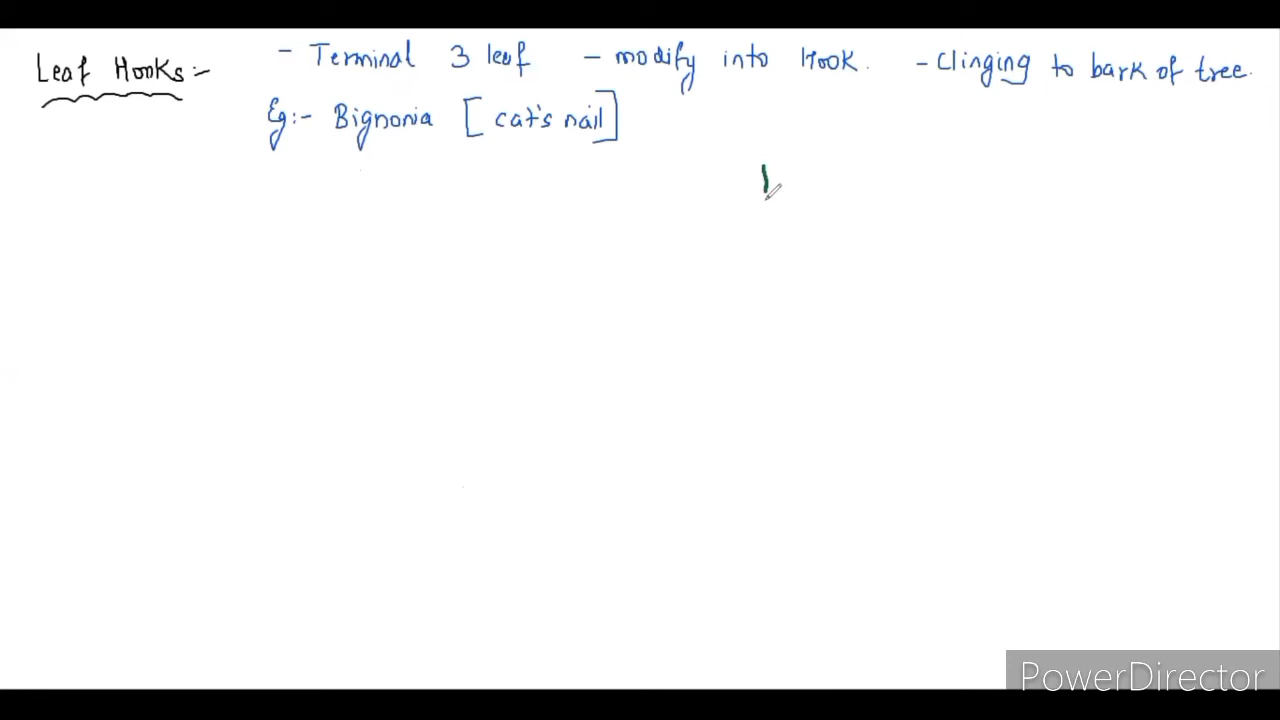 Leaf Hooks:- - Terminal 3 leaf - modify into Hook. - Clinging to bark of tree.
Eg:- Bignonia [cat's nail]
PowerDirector